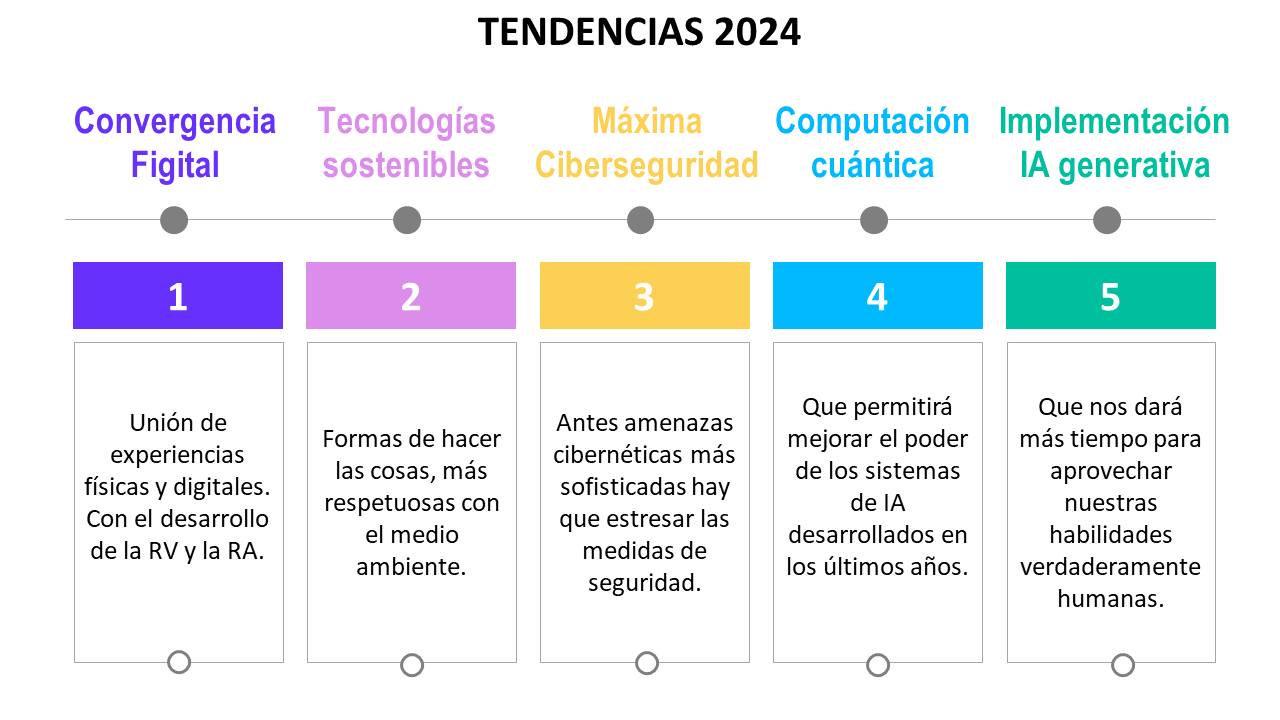 TENDENCIAS 2024
Convergencia
Figital
Tecnologías
sostenibles
Máxima
Ciberseguridad
Computación
cuántica
Implementación
IA generativa
1
Unión de
experiencias
físicas y digitales.
Con el desarrollo
de la RV y la RA.
2
Formas de hacer
las cosas, más
respetuosas con
el medio
ambiente.
3
Antes amenazas
cibernéticas más
sofisticadas hay
que estresar las
medidas de
seguridad.
4
Que permitirá
mejorar el poder
de los sistemas
de IA
desarrollados en
los últimos años.
5
Que nos dará
más tiempo para
aprovechar
nuestras
habilidades
verdaderamente
humanas.